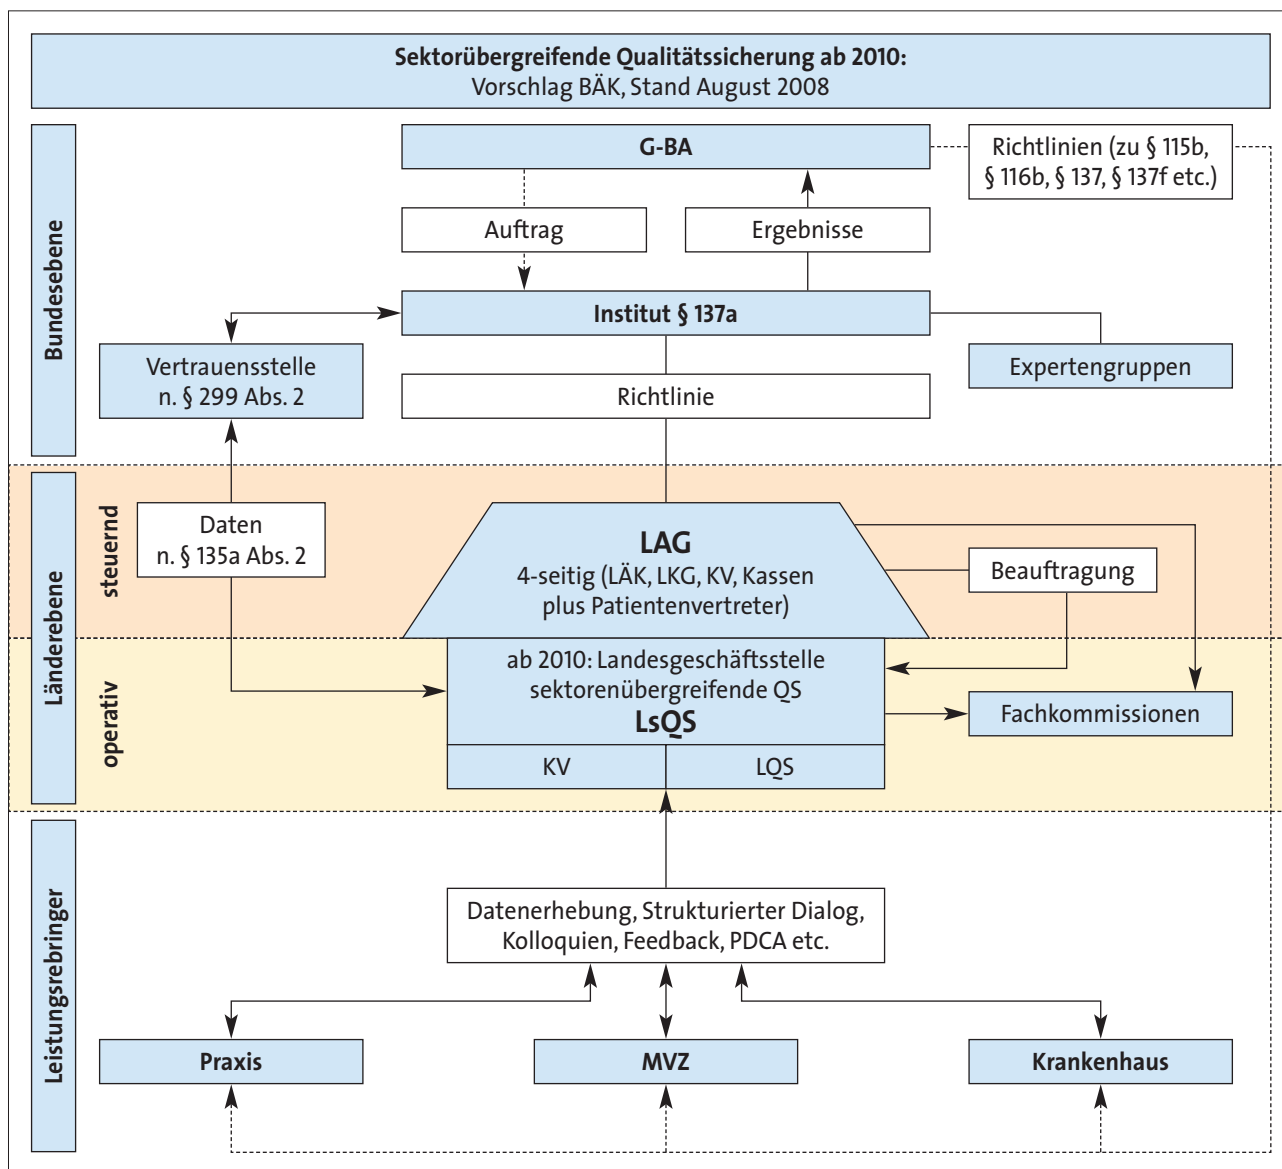 Sektorübergreifende Qualitätssicherung ab 2010:
Vorschlag BÄK, Stand August 2008
Bundesebene
G-BA
Richtlinien (zu § 115b,
§ 116b, § 137, § 137f etc.)
Auftrag
Ergebnisse
Institut § 137a
Vertrauensstelle
n. § 299 Abs. 2
Expertengruppen
Richtlinie
Länderebene
steuernd
Daten
n. § 135a Abs. 2
LAG
4-seitig (LÄK, LKG, KV, Kassen
plus Patientenvertreter)
Beauftragung
operativ
ab 2010: Landesgeschäftsstelle
sektorenübergreifende QS
LsQS
KV
LQS
Fachkommissionen
Leistungsrebringer
Datenerhebung, Strukturierter Dialog,
Kolloquien, Feedback, PDCA etc.
Praxis
MVZ
Krankenhaus